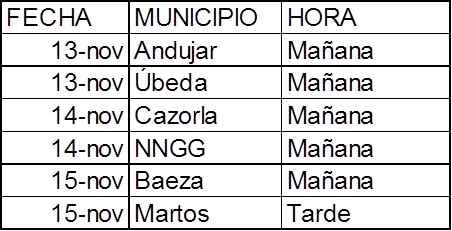 FECHA MUNICIPIO HORA
13-nov Andujar Mañana
13-nov Úbeda Mañana
14-nov Cazorla Mañana
14-nov NNGG Mañana
15-nov Baeza Mañana
15-nov Martos Tarde